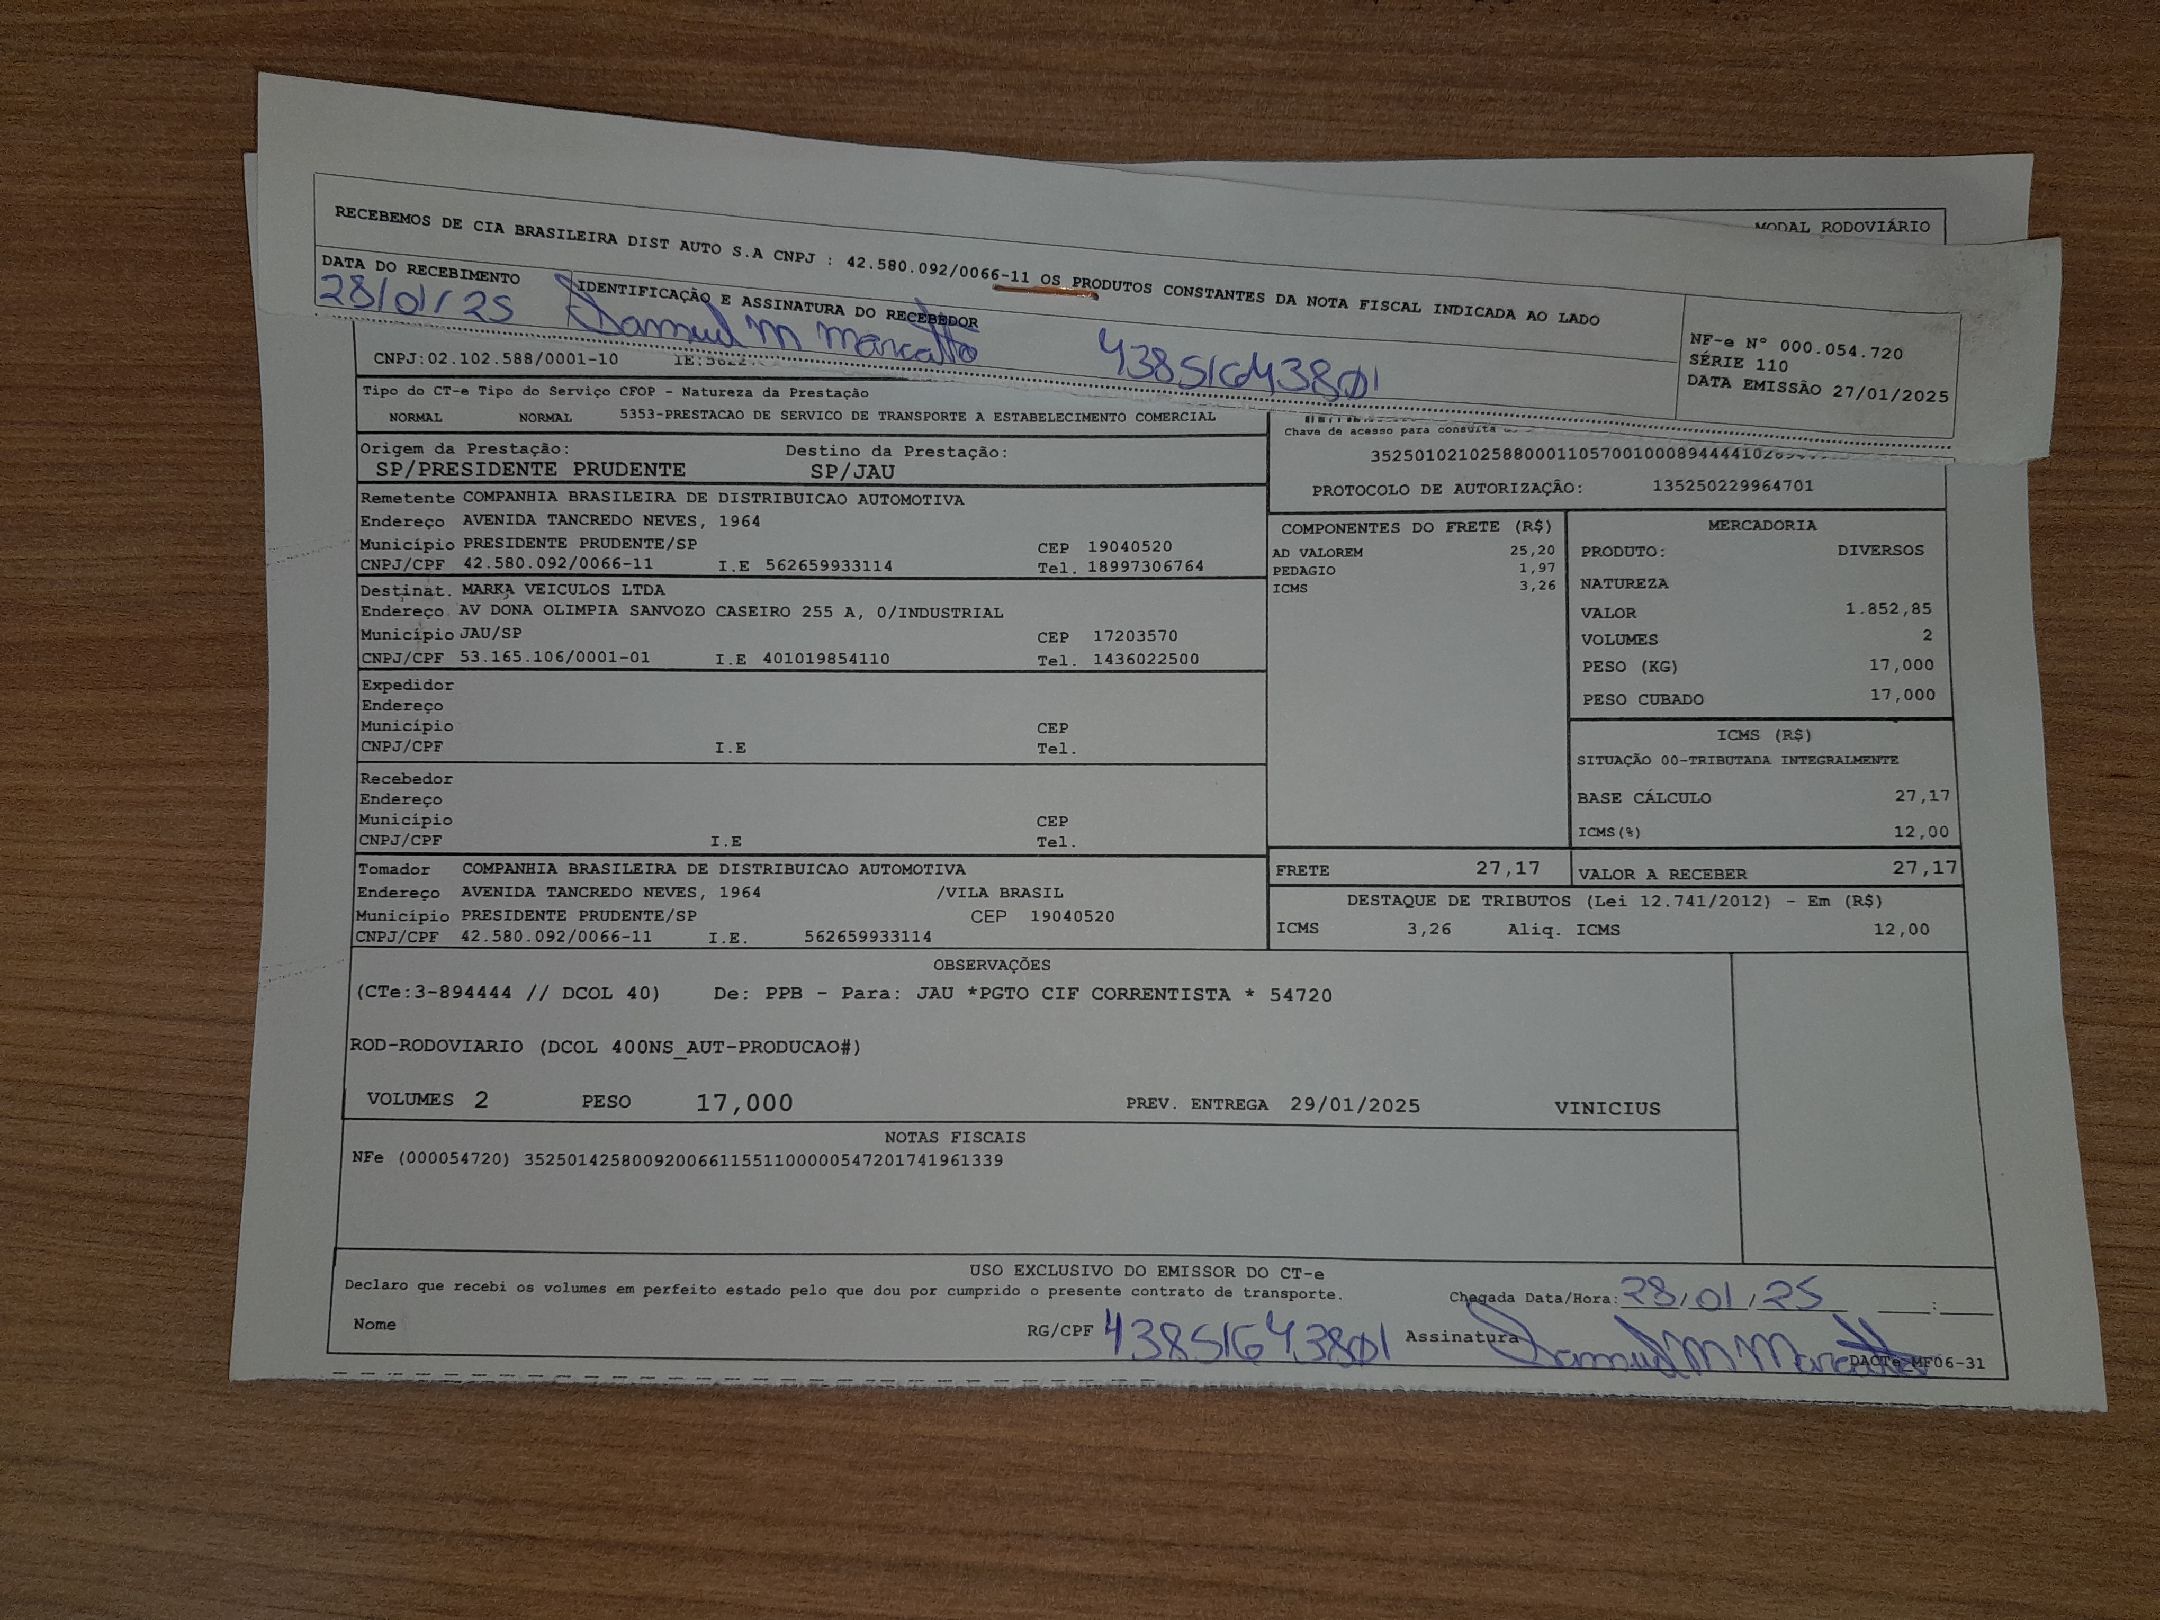 MODAL RODOVIÁRIO
RECEBEMOS DE CIA BRASILEIRA DIST AUTO S.A CNPJ : 42.580.092/0066-11 OS PRODUTOS CONSTANTES DA NOTA FISCAL INDICADA AO LADO
DATA DO RECEBIMENTO IDENTIFICAÇÃO E ASSINATURA DO RECEBEDOR
28/01/25 Samuel M Marcatto 43851643801
NF-e Nº 000.054.720
SÉRIE 110
DATA EMISSÃO 27/01/2025
CNPJ:02.102.588/0001-10 IE:562
Tipo do CT-e Tipo do Serviço CFOP - Natureza da Prestação
NORMAL NORMAL 5353-PRESTACAO DE SERVICO DE TRANSPORTE A ESTABELECIMENTO COMERCIAL
Chave de acesso para consulta
3525010210258800011057001000894444102
PROTOCOLO DE AUTORIZAÇÃO: 135250229964701
Origem da Prestação: Destino da Prestação:
SP/PRESIDENTE PRUDENTE SP/JAU
Remetente COMPANHIA BRASILEIRA DE DISTRIBUICAO AUTOMOTIVA
Endereço AVENIDA TANCREDO NEVES, 1964
Município PRESIDENTE PRUDENTE/SP CEP 19040520
CNPJ/CPF 42.580.092/0066-11 I.E 562659933114 Tel. 18997306764
Destinat. MARKA VEICULOS LTDA
Endereço AV DONA OLIMPIA SANVOZO CASEIRO 255 A, 0/INDUSTRIAL
Município JAU/SP CEP 17203570
CNPJ/CPF 53.165.106/0001-01 I.E 401019854110 Tel. 1436022500
Expedidor
Endereço
Município CEP
CNPJ/CPF I.E Tel.
Recebedor
Endereço
Município CEP
CNPJ/CPF I.E Tel.
Tomador COMPANHIA BRASILEIRA DE DISTRIBUICAO AUTOMOTIVA
Endereço AVENIDA TANCREDO NEVES, 1964 /VILA BRASIL
Município PRESIDENTE PRUDENTE/SP CEP 19040520
CNPJ/CPF 42.580.092/0066-11 I.E. 562659933114
COMPONENTES DO FRETE (R$)
AD VALOREM 25,20
PEDAGIO 1,97
ICMS 3,26
MERCADORIA
PRODUTO: DIVERSOS
NATUREZA
VALOR 1.852,85
VOLUMES 2
PESO (KG) 17,000
PESO CUBADO 17,000
ICMS (R$)
SITUAÇÃO 00-TRIBUTADA INTEGRALMENTE
BASE CÁLCULO 27,17
ICMS(%) 12,00
FRETE 27,17 VALOR A RECEBER 27,17
DESTAQUE DE TRIBUTOS (Lei 12.741/2012) - Em (R$)
ICMS 3,26 Aliq. ICMS 12,00
OBSERVAÇÕES
(CTe:3-894444 // DCOL 40) De: PPB - Para: JAU *PGTO CIF CORRENTISTA * 54720
ROD-RODOVIARIO (DCOL 400NS_AUT-PRODUCAO#)
VOLUMES 2 PESO 17,000 PREV. ENTREGA 29/01/2025 VINICIUS
NOTAS FISCAIS
NFe (000054720) 35250142580092006611551100000547201741961339
USO EXCLUSIVO DO EMISSOR DO CT-e
Declaro que recebi os volumes em perfeito estado pelo que dou por cumprido o presente contrato de transporte. Chegada Data/Hora: 28/01/25 ___:___
Nome RG/CPF 43851643801 Assinatura Samuel M Marcatto
DACTe_MF06-31